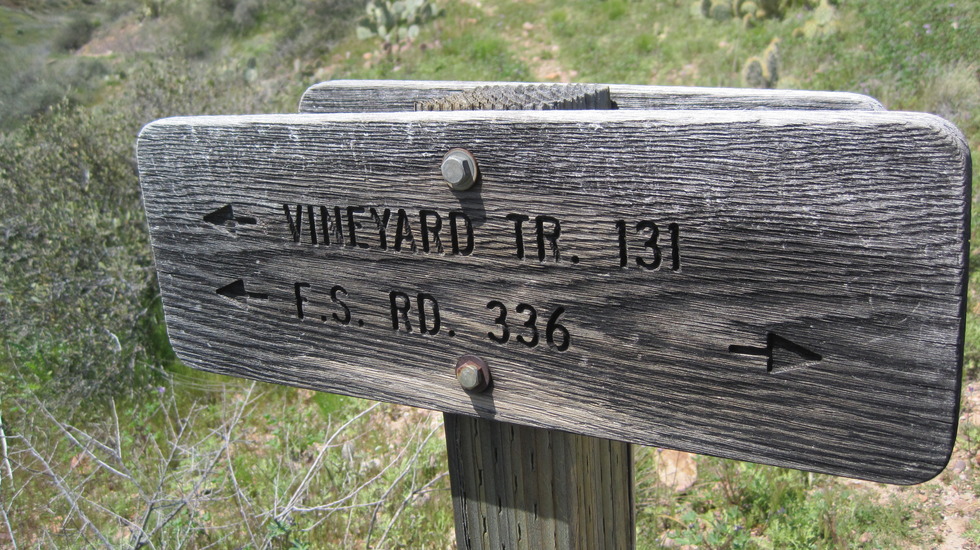 ← VINEYARD TR. 131
← F.S. RD. 336
→